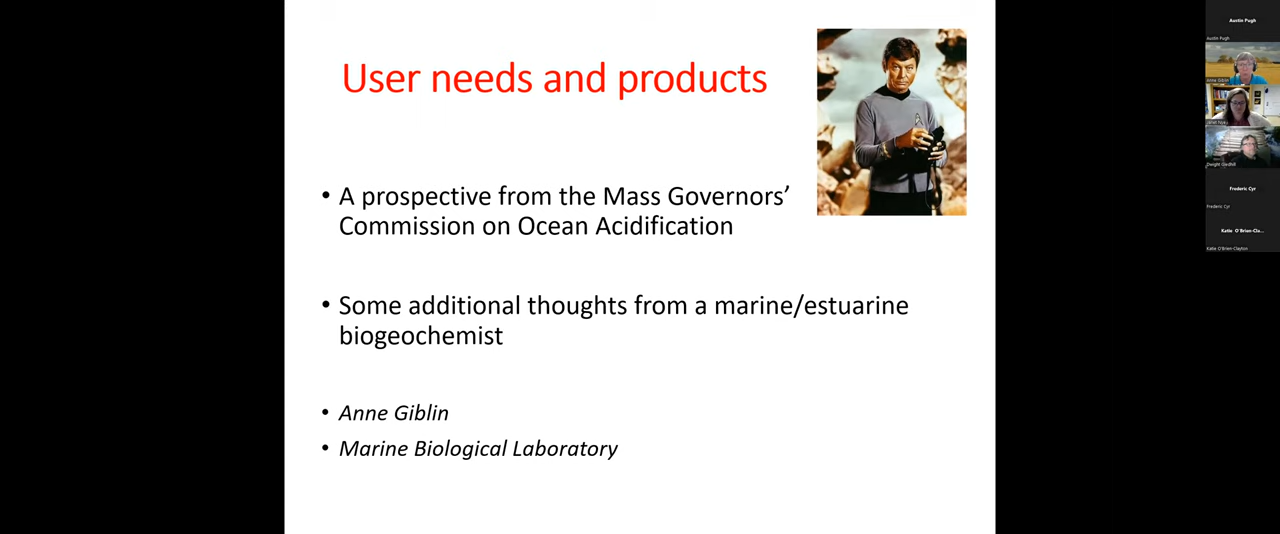 User needs and products
• A prospective from the Mass Governors’
Commission on Ocean Acidification
• Some additional thoughts from a marine/estuarine
biogeochemist
• Anne Giblin
• Marine Biological Laboratory
Austin Pugh
Austin Pugh
Anne Giblin
Dwight Gledhill
Frederic Cyr
Frederic Cyr
Katie O'Brien-Cla...
Katie O'Brien-Clayton